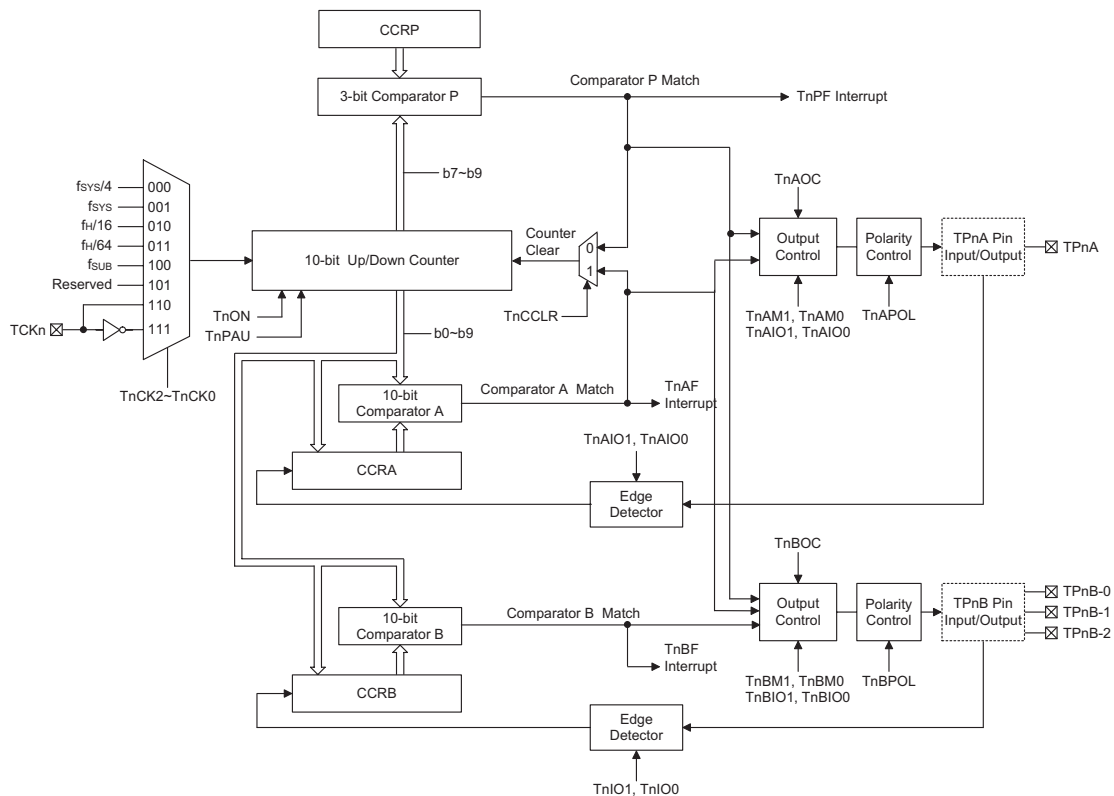 CCRP
3-bit Comparator P
Comparator P Match
TnPF Interrupt
b7~b9
fSYS/4
000
fSYS
001
fH/16
010
fH/64
011
fSUB
100
Reserved
101
110
TCKn
111
TnCK2~TnCK0
10-bit Up/Down Counter
TnON
TnPAU
Counter
Clear
0
1
TnCCLR
b0~b9
TnAOC
Output
Control
Polarity
Control
TPnA Pin
Input/Output
TPnA
TnAM1, TnAM0
TnAIO1, TnAIO0
TnAPOL
10-bit
Comparator A
Comparator A Match
TnAF
Interrupt
CCRA
TnAIO1, TnAIO0
Edge
Detector
TnBOC
Output
Control
Polarity
Control
TPnB Pin
Input/Output
TPnB-0
TPnB-1
TPnB-2
10-bit
Comparator B
Comparator B Match
TnBF
Interrupt
TnBM1, TnBM0
TnBIO1, TnBIO0
TnBPOL
CCRB
Edge
Detector
TnIO1, TnIO0